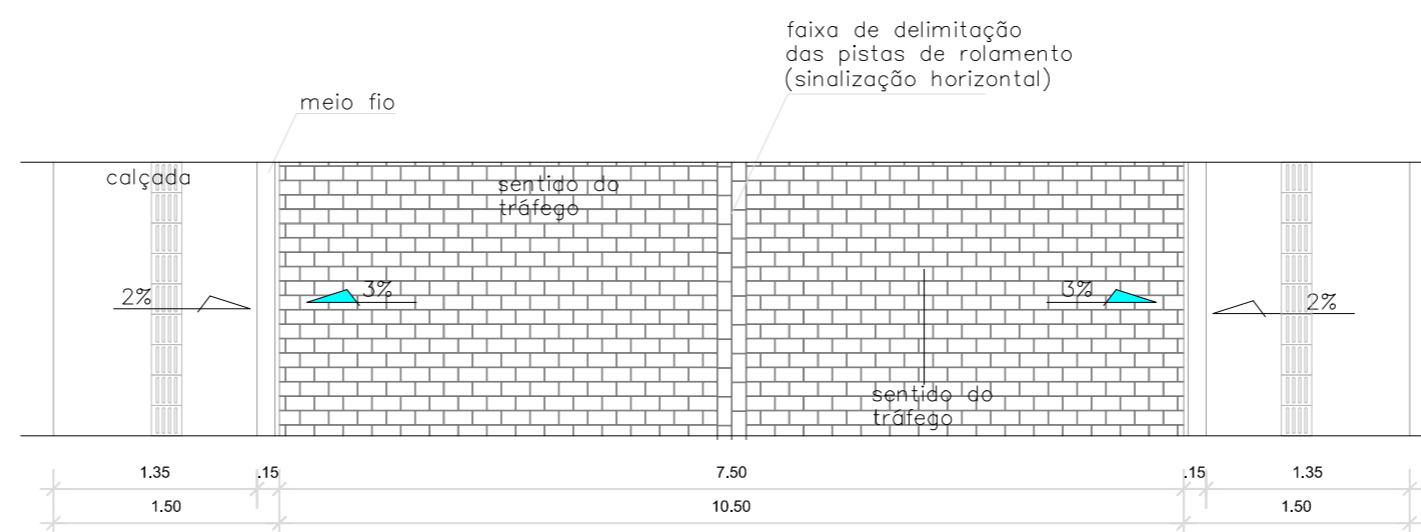 faixa de delimitação
das pistas de rolamento
(sinalização horizontal)
meio fio
calçada
sentido do
tráfego
2%
3%
3%
2%
sentido do
tráfego
1.35
.15
7.50
.15
1.35
1.50
10.50
1.50